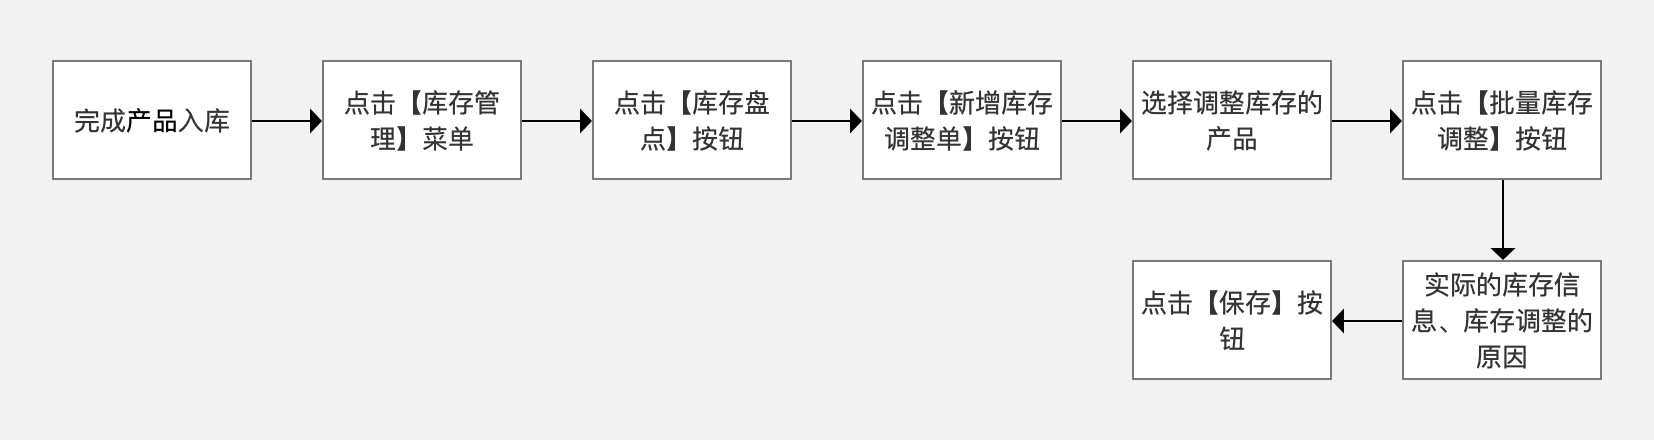 完成产品入库
点击【库存管
理】菜单
点击【库存盘
点】按钮
点击【新增库存
调整单】按钮
选择调整库存的
产品
点击【批量库存
调整】按钮
实际的库存信
息、库存调整的
原因
点击【保存】按
钮